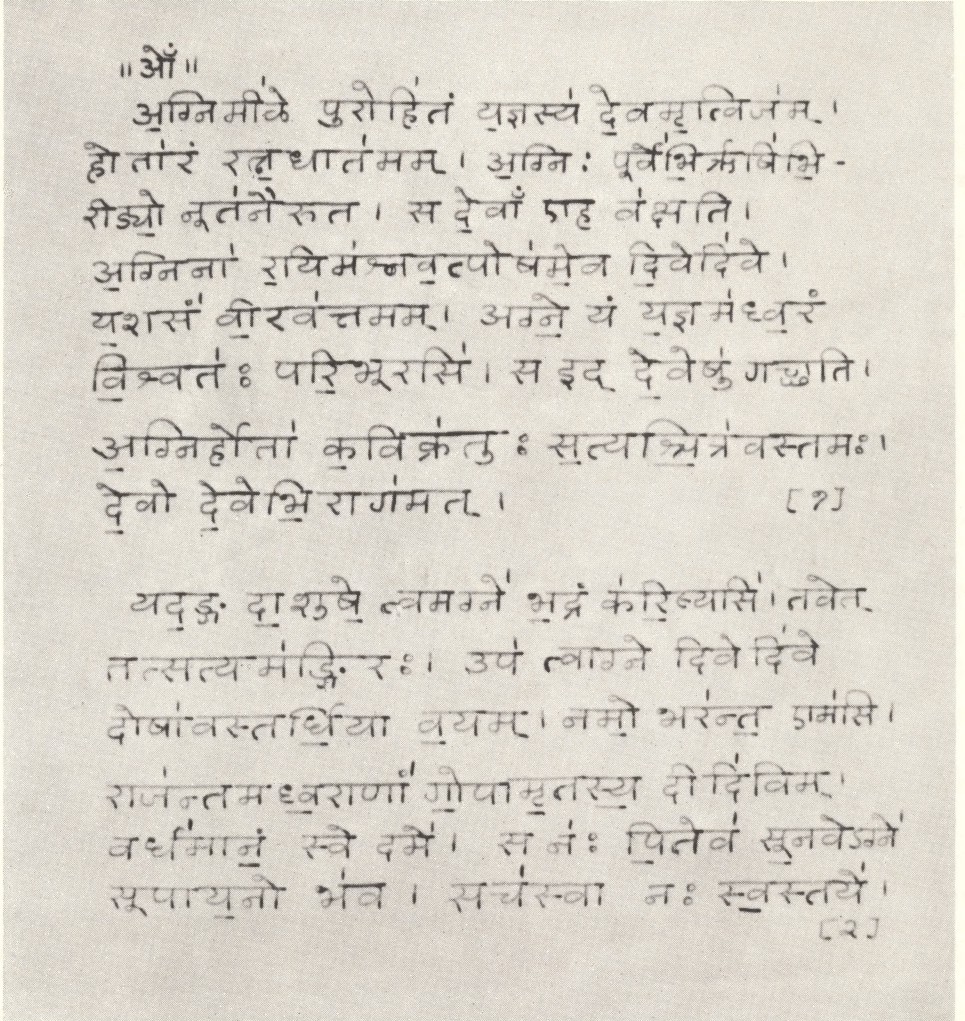 ॥ ओँ ॥
अ॒ग्निमी॑ळे पु॒रोहि॑तं य॒ज्ञस्य॑ दे॒वमृ॒त्विज॑म् ।
होता॑रं रत्न॒धात॑मम् । अ॒ग्निः पूर्वे॑भि॒र्ऋषि॑भि॒-
रीड्यो॒ नूत॑नैरुत । स दे॒वाँ एह व॑क्षति ।
अ॒ग्निना॑ र॒यिम॑श्नव॒त्पोष॑मे॒व दि॒वेदि॑वे ।
य॒शसं॑ वी॒रव॑त्तमम् । अग्ने॒ यं य॒ज्ञम॑ध्व॒रं
वि॒श्वतः॑ परि॒भूरसि॑ । स इद् दे॒वेषु॑ गच्छति ।
अ॒ग्निर्होता॑ क॒विक्र॑तुः स॒त्यश्चि॒त्रश्र॑वस्तमः ।
दे॒वो दे॒वेभि॒राग॑मत् ।
[१]
यद॒ङ्ग दा॒शुषे॒ त्वमग्ने॑ भ॒द्रं क॑रि॒ष्यसि॑ । तवेत्
तत्सत्यम॑ङ्गि॒रः । उप॑ त्वाग्ने दि॒वेदि॑वे
दोषा॑वस्तर्धि॒या व॒यम् । नमो॒ भर॑न्त॒ एम॑सि ।
राज॑न्तमध्व॒राणां॑ गो॒पामृ॒तस्य॒ दीदि॑विम् ।
वर्ध॑मानं॒ स्वे दमे॑ । स नः॑ पि॒तेव॑ सू॒नवेऽग्ने॑
सूपाय॒नो भ॑व । सच॑स्वा नः स्व॒स्तये॑ ।
[२]